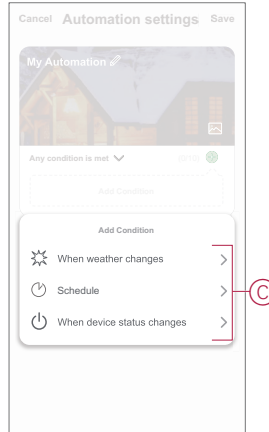 Cancel Automation settings Save
My Automation
Any condition is met
Add Condition
Add Condition
When weather changes
Schedule
When device status changes
C